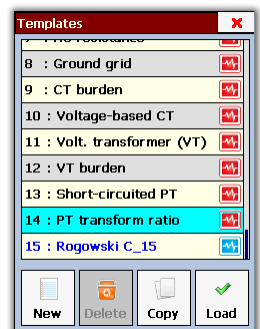 Templates
8 : Ground grid
9 : CT burden
10 : Voltage-based CT
11 : Volt. transformer (VT)
12 : VT burden
13 : Short-circuited PT
14 : PT transform ratio
15 : Rogowski C_15
New Delete Copy Load